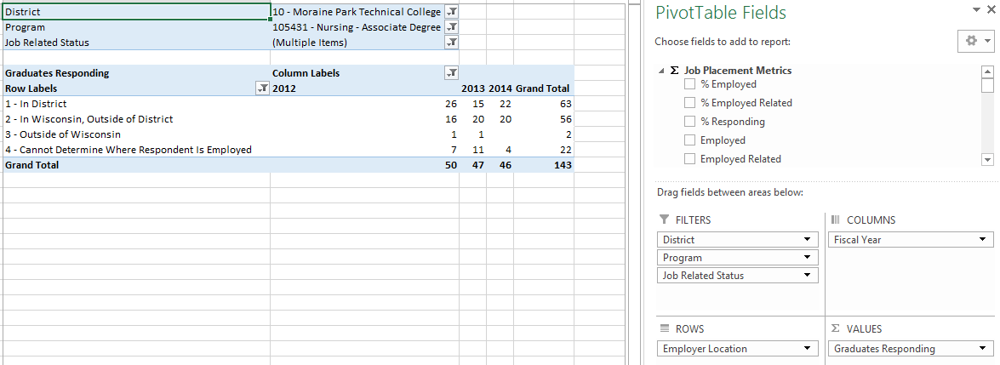 District 10 - Moraine Park Technical College
Program 105431 - Nursing - Associate Degree
Job Related Status (Multiple Items)
Graduates Responding Column Labels
Row Labels 2012 2013 2014 Grand Total
1 - In District 26 15 22 63
2 - In Wisconsin, Outside of District 16 20 20 56
3 - Outside of Wisconsin 1 1 2
4 - Cannot Determine Where Respondent Is Employed 7 11 4 22
Grand Total 50 47 46 143
PivotTable Fields
Choose fields to add to report:
Σ Job Placement Metrics
% Employed
% Employed Related
% Responding
Employed
Employed Related
Drag fields between areas below:
FILTERS
District
Program
Job Related Status
COLUMNS
Fiscal Year
ROWS
Employer Location
Σ VALUES
Graduates Responding